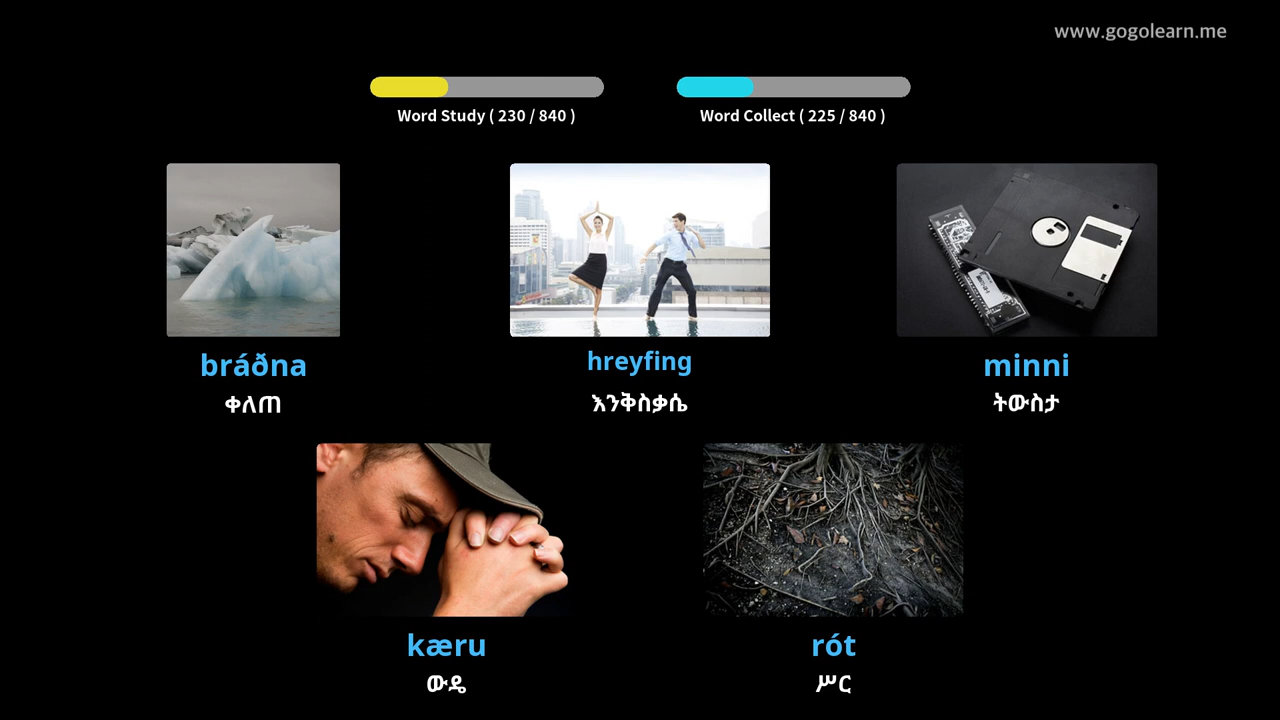 www.gogolearn.me
Word Study ( 230 / 840 )
Word Collect ( 225 / 840 )
bráðna
hreyfing
minni
ቀለጠ
እንቅስቃሴ
ትውስታ
kæru
rót
ውዴ
ሥር